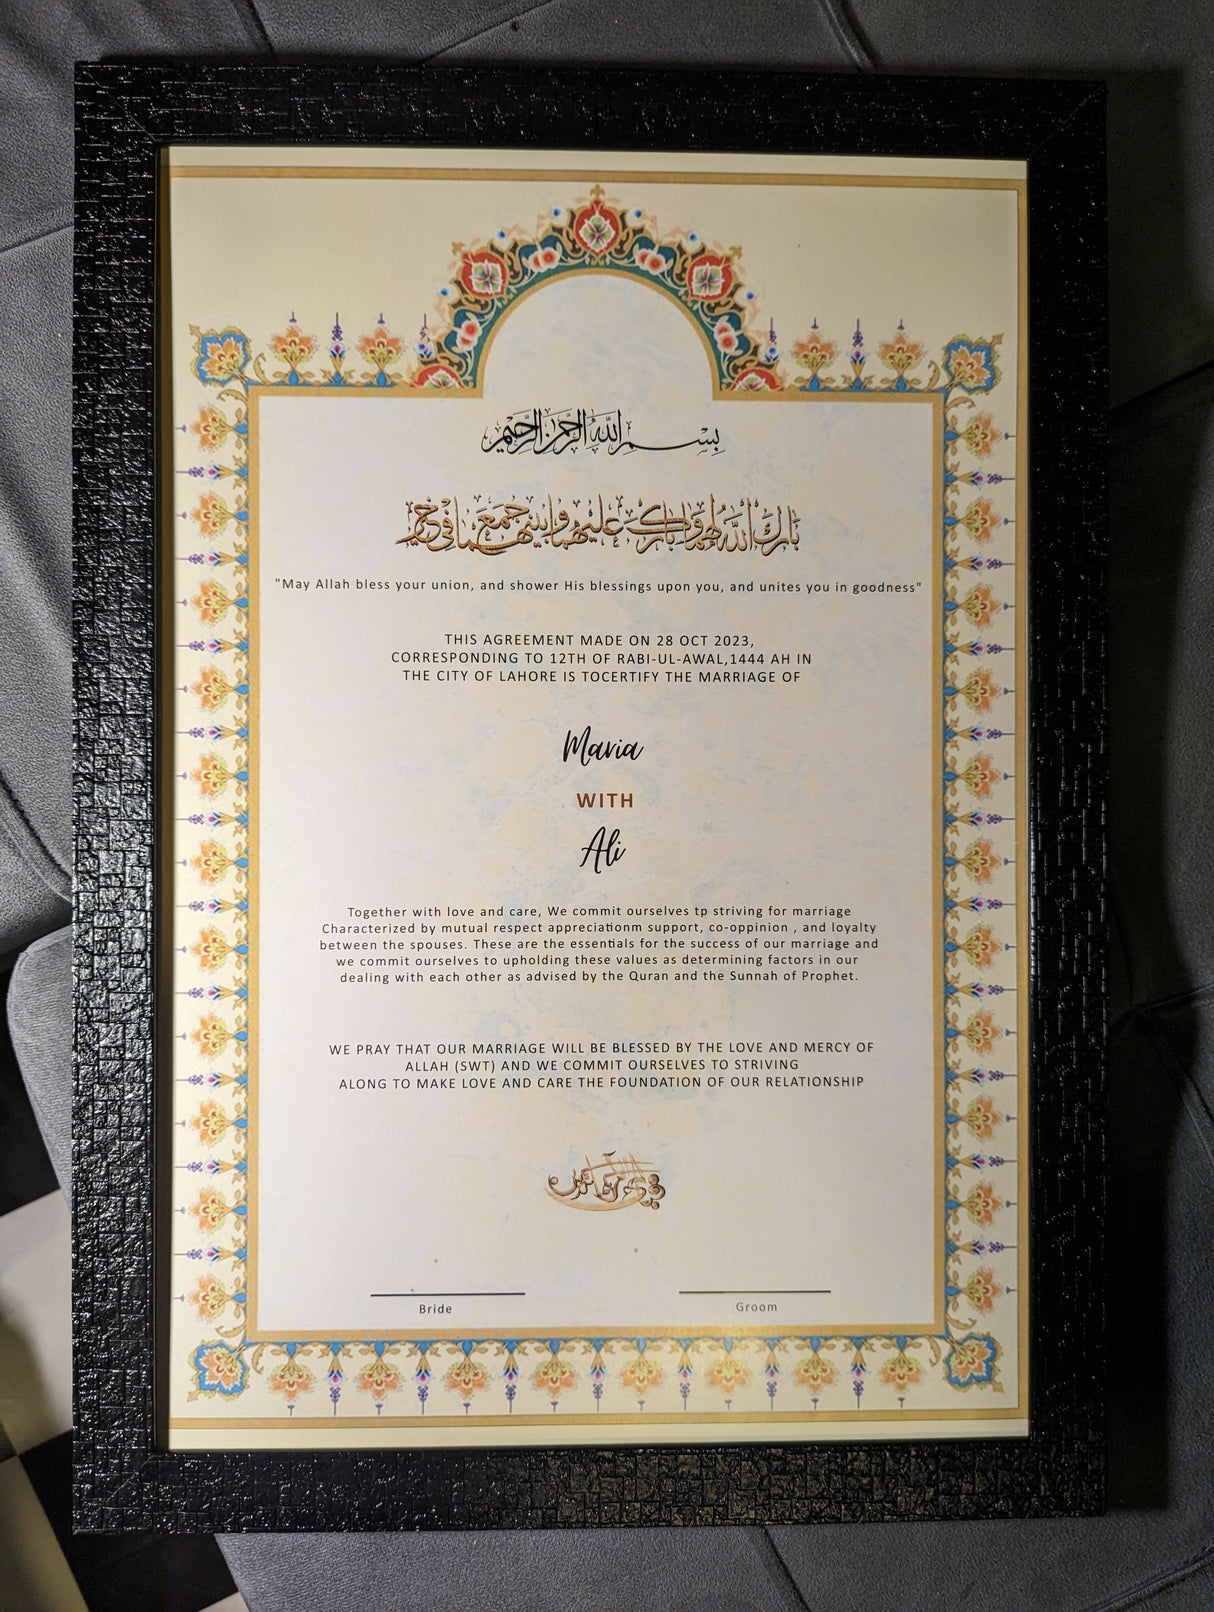 بسم الله الرحمن الرحيم
بارك الله لهما وبارك عليهما وجمع بينهما في خير
"May Allah bless your union, and shower His blessings upon you, and unites you in goodness"
THIS AGREEMENT MADE ON 28 OCT 2023,
CORRESPONDING TO 12TH OF RABI-UL-AWAL,1444 AH IN
THE CITY OF LAHORE IS TOCERTIFY THE MARRIAGE OF
Maria
WITH
Ali
Together with love and care, We commit ourselves tp striving for marriage
Characterized by mutual respect appreciationm support, co-oppinion , and loyalty
between the spouses. These are the essentials for the success of our marriage and
we commit ourselves to upholding these values as determining factors in our
dealing with each other as advised by the Quran and the Sunnah of Prophet.
WE PRAY THAT OUR MARRIAGE WILL BE BLESSED BY THE LOVE AND MERCY OF
ALLAH (SWT) AND WE COMMIT OURSELVES TO STRIVING
ALONG TO MAKE LOVE AND CARE THE FOUNDATION OF OUR RELATIONSHIP
Bride
Groom